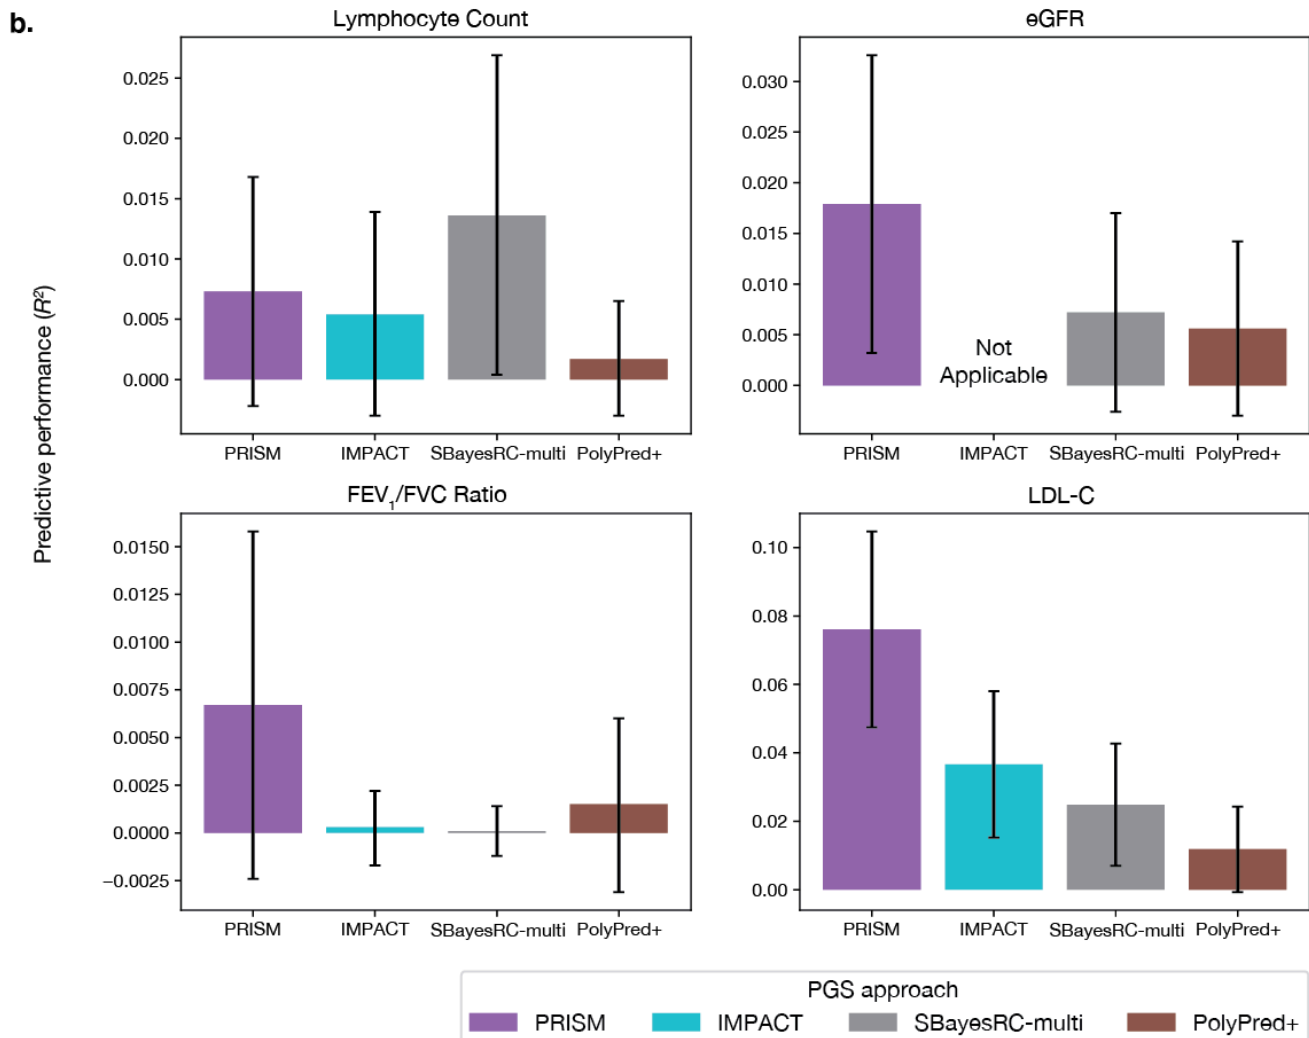 b.
Predictive performance (R²)
Lymphocyte Count
0.025
0.020
0.015
0.010
0.005
0.000
PRISM IMPACT SBayesRC-multi PolyPred+
eGFR
0.030
0.025
0.020
0.015
0.010
0.005
0.000
Not
Applicable
PRISM IMPACT SBayesRC-multi PolyPred+
FEV₁/FVC Ratio
0.0150
0.0125
0.0100
0.0075
0.0050
0.0025
0.0000
−0.0025
PRISM IMPACT SBayesRC-multi PolyPred+
LDL-C
0.10
0.08
0.06
0.04
0.02
0.00
PRISM IMPACT SBayesRC-multi PolyPred+
PGS approach
PRISM IMPACT SBayesRC-multi PolyPred+